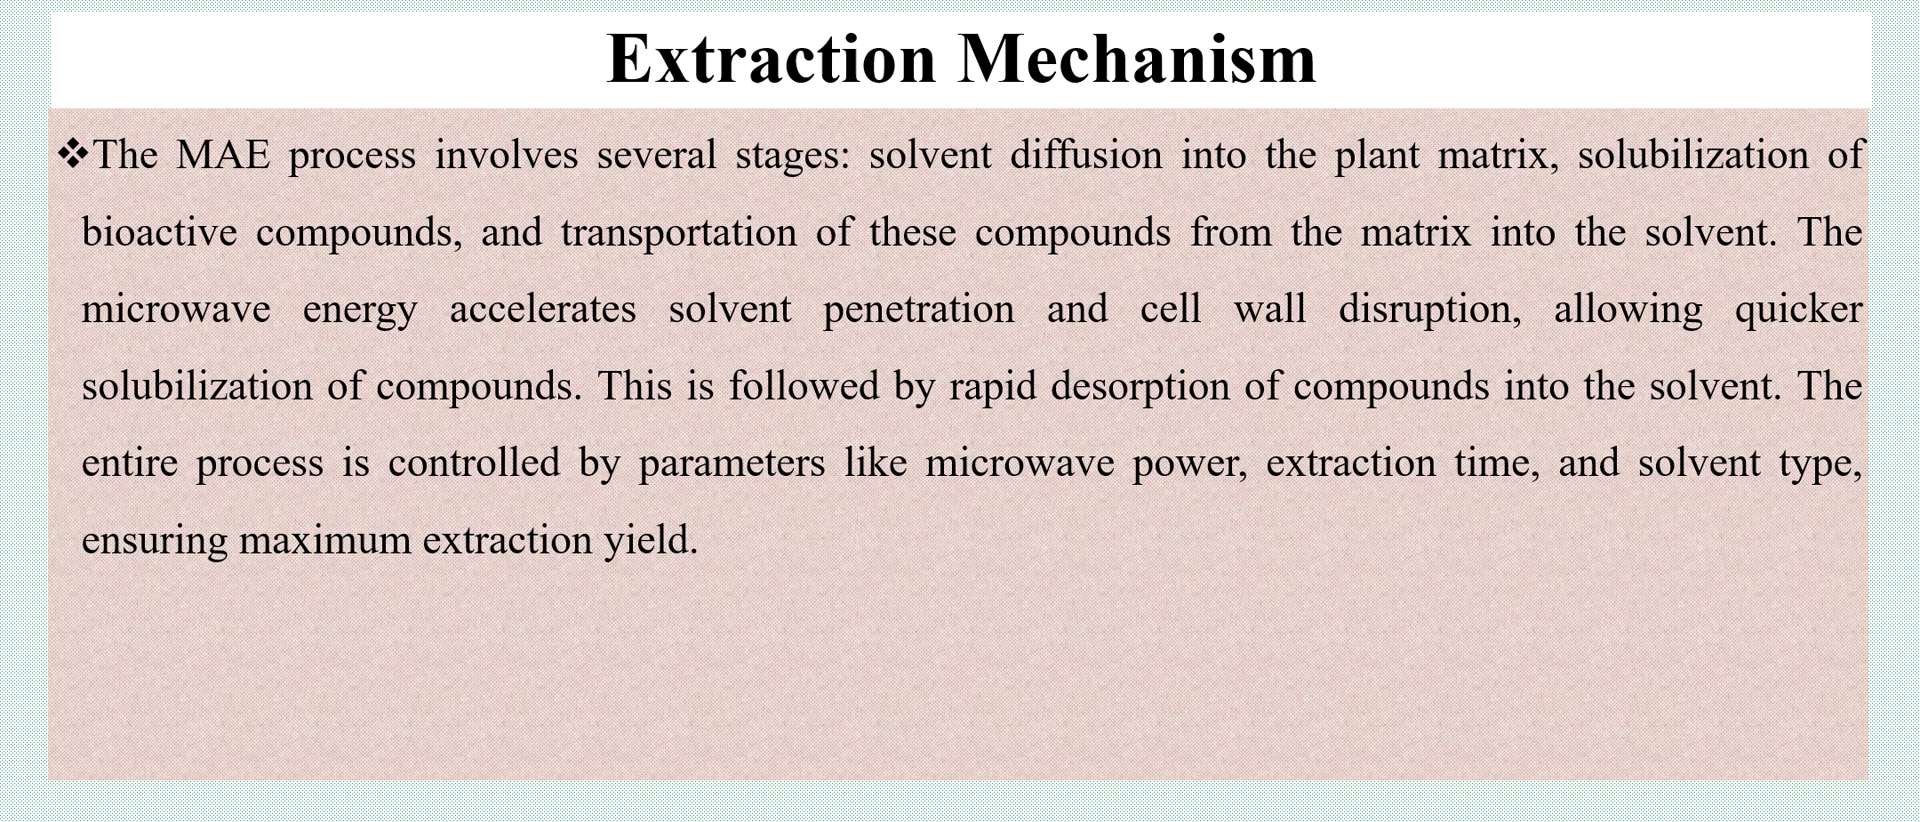 Extraction Mechanism
❖The MAE process involves several stages: solvent diffusion into the plant matrix, solubilization of
bioactive compounds, and transportation of these compounds from the matrix into the solvent. The
microwave energy accelerates solvent penetration and cell wall disruption, allowing quicker
solubilization of compounds. This is followed by rapid desorption of compounds into the solvent. The
entire process is controlled by parameters like microwave power, extraction time, and solvent type,
ensuring maximum extraction yield.